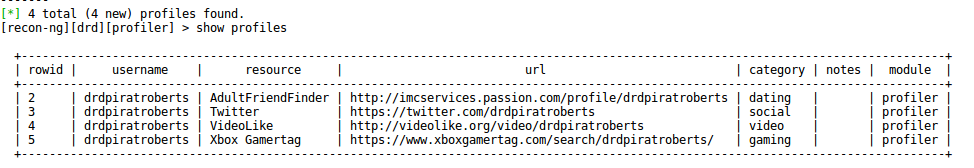 [*] 4 total (4 new) profiles found.
[recon-ng][drd][profiler] > show profiles
+---------------------------------------------------------------------------------------------------------------------------+
| rowid |     username    |      resource     |                         url                         | category | notes |  module  |
+---------------------------------------------------------------------------------------------------------------------------+
| 2     | drdpiratroberts | AdultFriendFinder | http://imcservices.passion.com/profile/drdpiratroberts | dating   |       | profiler |
| 3     | drdpiratroberts | Twitter           | https://twitter.com/drdpiratroberts                 | social   |       | profiler |
| 4     | drdpiratroberts | VideoLike         | http://videolike.org/video/drdpiratroberts          | video    |       | profiler |
| 5     | drdpiratroberts | Xbox Gamertag     | https://www.xboxgamertag.com/search/drdpiratroberts/ | gaming   |       | profiler |
+---------------------------------------------------------------------------------------------------------------------------+